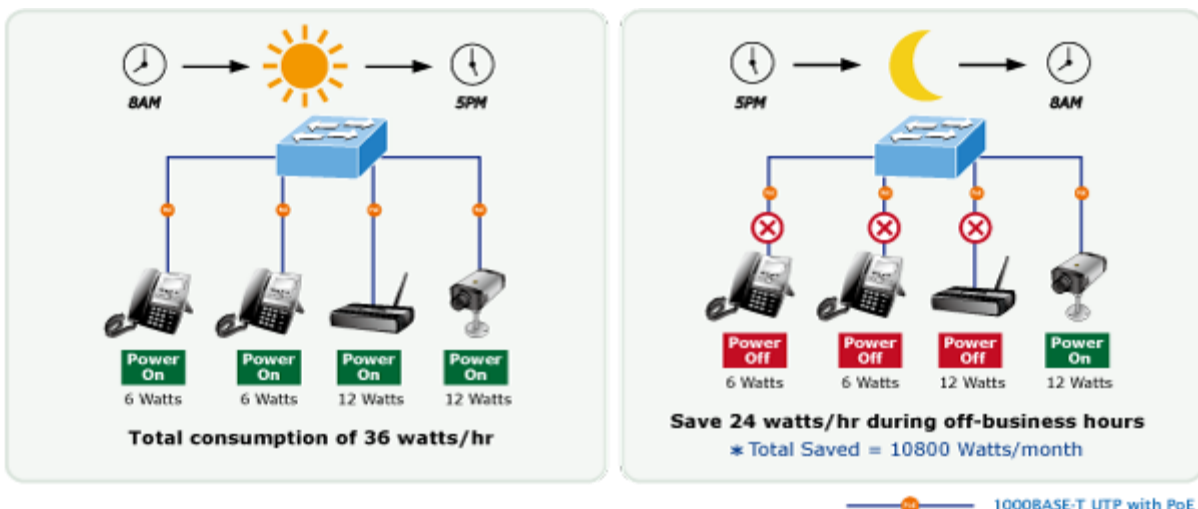 8AM
5PM
Power On
6 Watts
Power On
6 Watts
Power On
12 Watts
Power On
12 Watts
Total consumption of 36 watts/hr
5PM
8AM
Power Off
6 Watts
Power Off
6 Watts
Power Off
12 Watts
Power On
12 Watts
Save 24 watts/hr during off-business hours
* Total Saved = 10800 Watts/month
PoE
1000BASE-T UTP with PoE